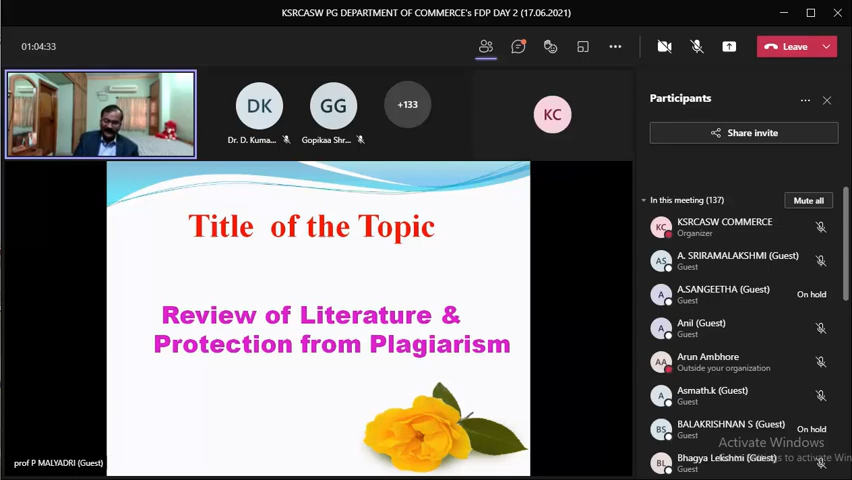 KSRCASW PG DEPARTMENT OF COMMERCE's FDP DAY 2 (17.06.2021)
01:04:33
Leave
DK
GG
+133
KC
Dr. D. Kuma...
Gopikaa Shr...
Title of the Topic
Review of Literature &
Protection from Plagiarism
prof P MALYADRI (Guest)
Participants
Share invite
In this meeting (137)
Mute all
KC
KSRCASW COMMERCE
Organizer
AS
A. SRIRAMALAKSHMI (Guest)
Guest
A
A.SANGEETHA (Guest)
Guest
On hold
A
Anil (Guest)
Guest
AA
Arun Ambhore
Outside your organization
A
Asmath.k (Guest)
Guest
BS
BALAKRISHNAN S (Guest)
Guest
On hold
Activate Windows
BL
Bhagya Lekshmi (Guest)
Guest
to activate Win